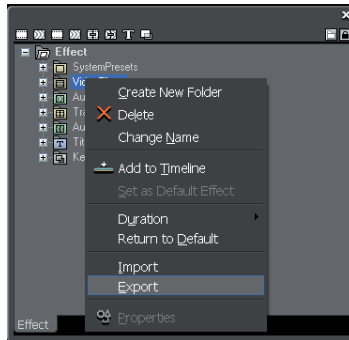 Effect
SystemPresets
Create New Folder
Delete
Change Name
Add to Timeline
Set as Default Effect
Duration
Return to Default
Import
Export
Properties
Effect